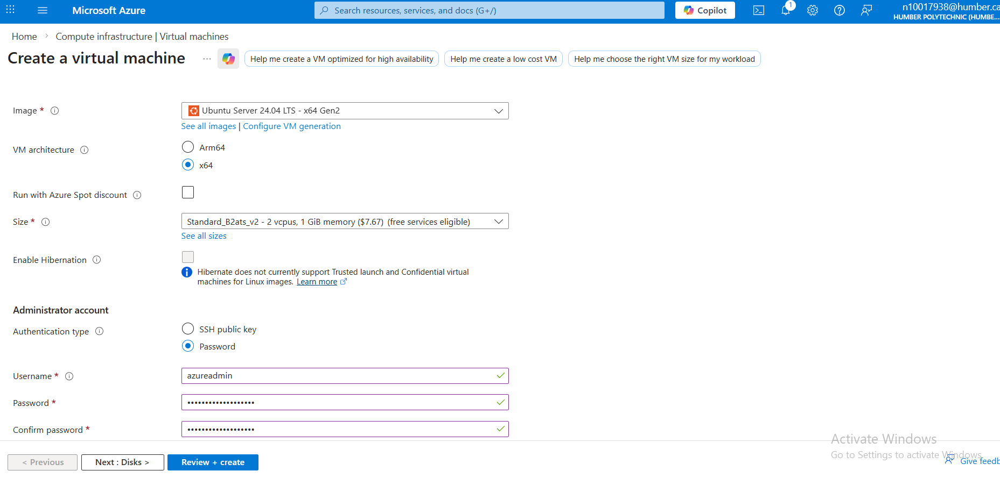 Microsoft Azure
Search resources, services, and docs (G+/)
Copilot
1
n10017938@humber.ca
HUMBER POLYTECHNIC (HUMBE...
Home > Compute infrastructure | Virtual machines
Create a virtual machine ...
Help me create a VM optimized for high availability
Help me create a low cost VM
Help me choose the right VM size for my workload
Image *
Ubuntu Server 24.04 LTS - x64 Gen2
See all images | Configure VM generation
VM architecture
Arm64
x64
Run with Azure Spot discount
Size *
Standard_B2ats_v2 - 2 vcpus, 1 GiB memory ($7.67) (free services eligible)
See all sizes
Enable Hibernation
Hibernate does not currently support Trusted launch and Confidential virtual
machines for Linux images. Learn more
Administrator account
Authentication type
SSH public key
Password
Username *
azureadmin
Password *
•••••••••••••••••••
Confirm password *
•••••••••••••••••••
Activate Windows
Go to Settings to activate Windows.
< Previous
Next : Disks >
Review + create
Give feedb